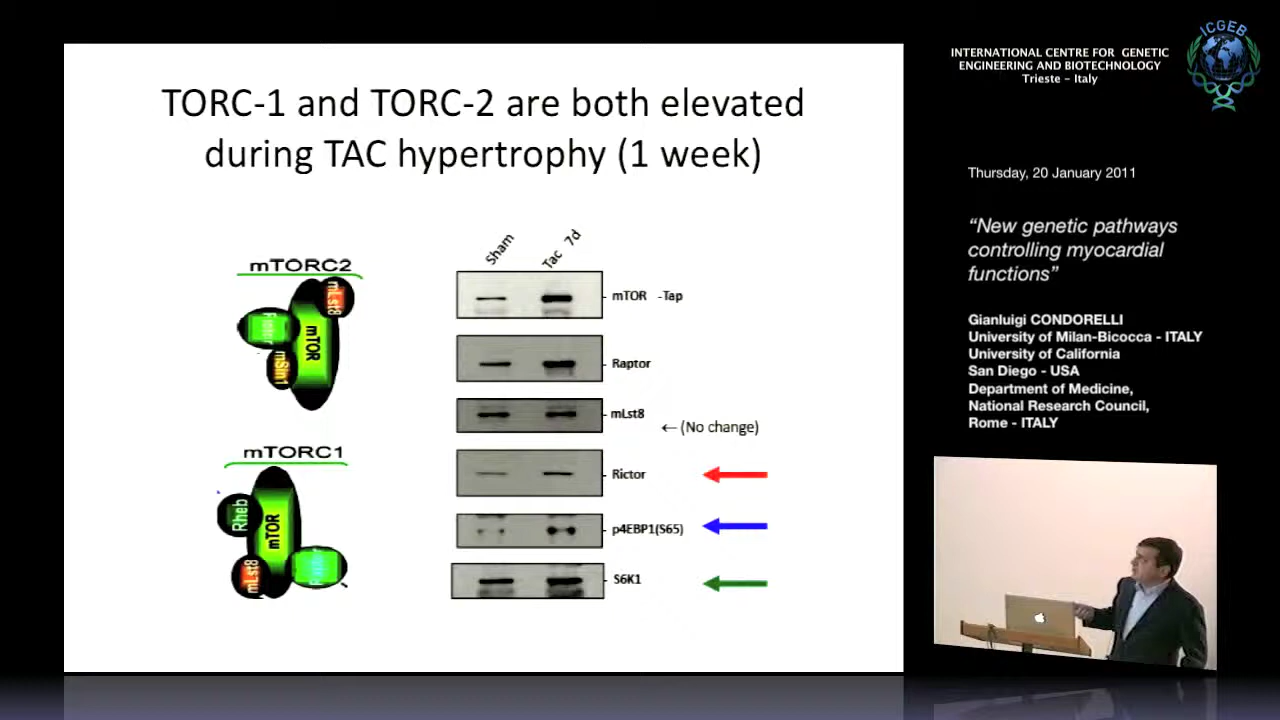 TORC-1 and TORC-2 are both elevated
during TAC hypertrophy (1 week)
mTORC2
mLst8
mTOR
mSin1
mTORC1
Rheb
mTOR
mLst8
Sham
Tac 7d
mTOR -Tap
Raptor
mLst8
← (No change)
Rictor
p4EBP1(S65)
S6K1
ICGEB
INTERNATIONAL CENTRE FOR GENETIC
ENGINEERING AND BIOTECHNOLOGY
Trieste - Italy
Thursday, 20 January 2011
“New genetic pathways
controlling myocardial
functions”
Gianluigi CONDORELLI
University of Milan-Bicocca - ITALY
University of California
San Diego - USA
Department of Medicine,
National Research Council,
Rome - ITALY